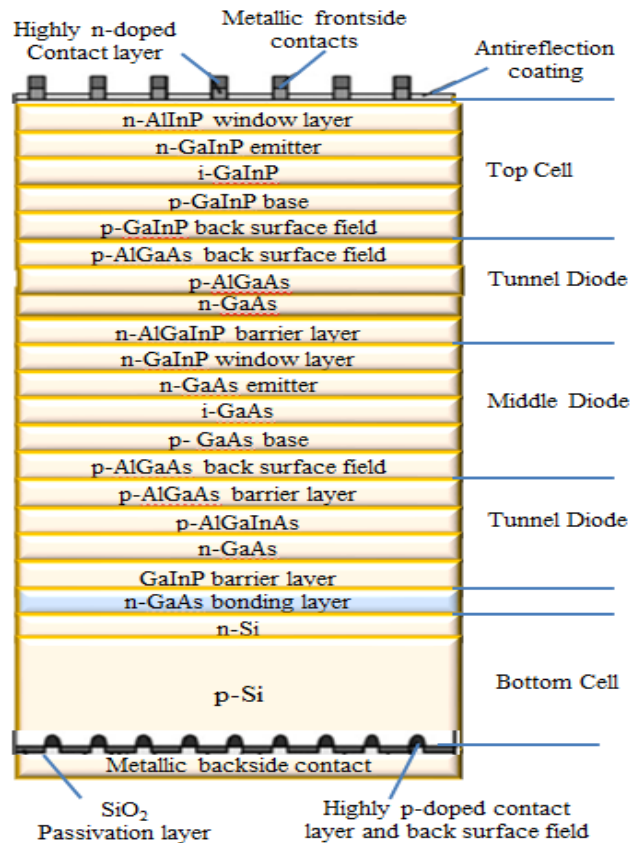 Highly n-doped
Contact layer
Metallic frontside
contacts
Antireflection
coating
n-AlInP window layer
n-GaInP emitter
i-GaInP
p-GaInP base
p-GaInP back surface field
Top Cell
p-AlGaAs back surface field
p-AlGaAs
n-GaAs
n-AlGaInP barrier layer
Tunnel Diode
n-GaInP window layer
n-GaAs emitter
i-GaAs
p- GaAs base
p-AlGaAs back surface field
Middle Diode
p-AlGaAs barrier layer
p-AlGaInAs
n-GaAs
GaInP barrier layer
Tunnel Diode
n-GaAs bonding layer
n-Si
p-Si
Bottom Cell
Metallic backside contact
SiO₂
Passivation layer
Highly p-doped contact
layer and back surface field